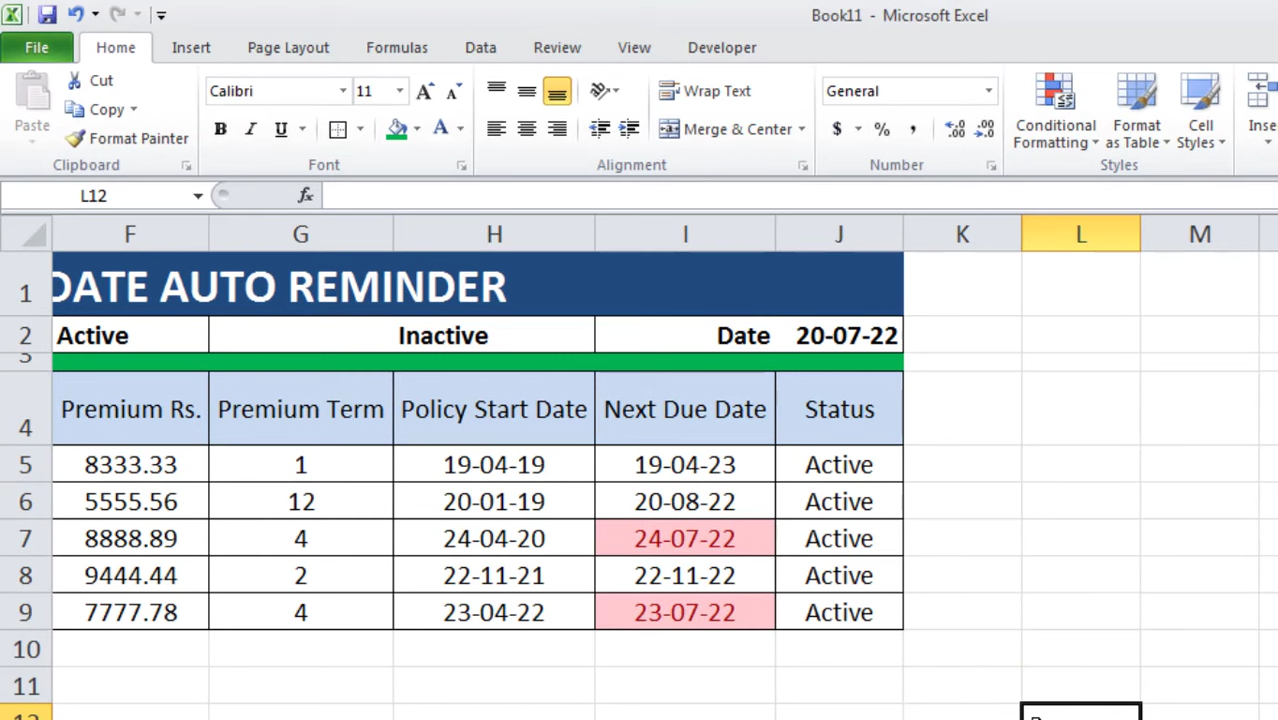 Book11 - Microsoft Excel
File Home Insert Page Layout Formulas Data Review View Developer
Paste
Cut
Copy
Format Painter
Clipboard
Calibri 11 A A
B I U A
Font
Wrap Text
Merge & Center
Alignment
General
$ % , .00 .00
Number
Conditional Formatting
Format as Table
Cell Styles
Styles
L12 fx
F G H I J K L M
1 DATE AUTO REMINDER
2 Active Inactive Date 20-07-22
3
4 Premium Rs. Premium Term Policy Start Date Next Due Date Status
5 8333.33 1 19-04-19 19-04-23 Active
6 5555.56 12 20-01-19 20-08-22 Active
7 8888.89 4 24-04-20 24-07-22 Active
8 9444.44 2 22-11-21 22-11-22 Active
9 7777.78 4 23-04-22 23-07-22 Active
10
11
12